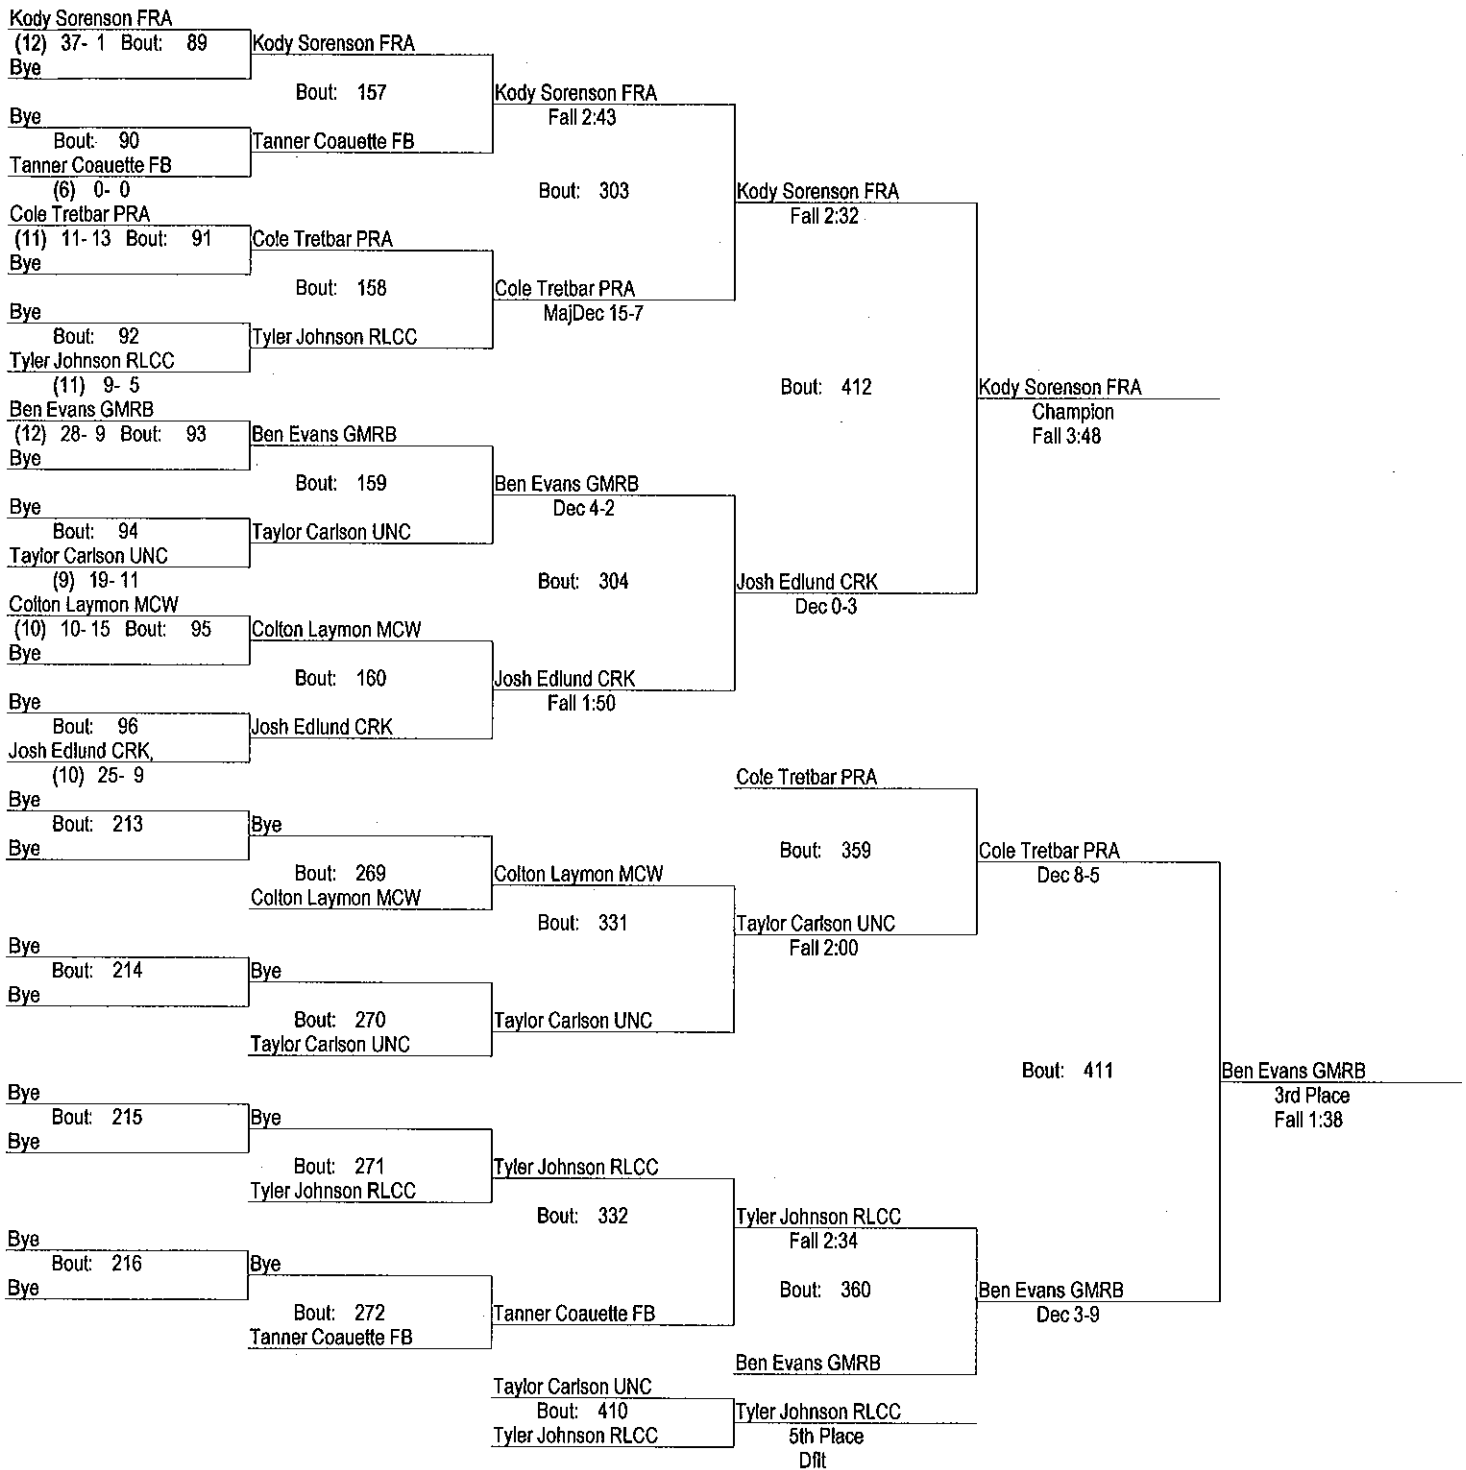 Kody Sorenson FRA
(12) 37- 1 Bout: 89
Bye
Bye
Bout: 90
Tanner Coauette FB
(6) 0- 0
Cole Tretbar PRA
(11) 11- 13 Bout: 91
Bye
Bye
Bout: 92
Tyler Johnson RLCC
(11) 9- 5
Ben Evans GMRB
(12) 28- 9 Bout: 93
Bye
Bye
Bout: 94
Taylor Carlson UNC
(9) 19- 11
Colton Laymon MCW
(10) 10- 15 Bout: 95
Bye
Bye
Bout: 96
Josh Edlund CRK
(10) 25- 9
Kody Sorenson FRA
Bout: 157
Tanner Coauette FB
Cole Tretbar PRA
Bout: 158
Tyler Johnson RLCC
Ben Evans GMRB
Bout: 159
Taylor Carlson UNC
Colton Laymon MCW
Bout: 160
Josh Edlund CRK
Kody Sorenson FRA
Fall 2:43
Bout: 303
Cole Tretbar PRA
MajDec 15-7
Ben Evans GMRB
Dec 4-2
Bout: 304
Josh Edlund CRK
Fall 1:50
Kody Sorenson FRA
Fall 2:32
Bout: 412
Josh Edlund CRK
Dec 0-3
Kody Sorenson FRA
Champion
Fall 3:48
Bye
Bout: 213
Bye
Bye
Bout: 214
Bye
Bye
Bout: 215
Bye
Bye
Bout: 216
Bye
Bye
Bout: 269
Colton Laymon MCW
Bye
Bout: 270
Taylor Carlson UNC
Bye
Bout: 271
Tyler Johnson RLCC
Bye
Bout: 272
Tanner Coauette FB
Colton Laymon MCW
Bout: 331
Taylor Carlson UNC
Tyler Johnson RLCC
Bout: 332
Tanner Coauette FB
Cole Tretbar PRA
Bout: 359
Taylor Carlson UNC
Fall 2:00
Tyler Johnson RLCC
Fall 2:34
Bout: 360
Ben Evans GMRB
Cole Tretbar PRA
Dec 8-5
Bout: 411
Ben Evans GMRB
Dec 3-9
Ben Evans GMRB
3rd Place
Fall 1:38
Taylor Carlson UNC
Bout: 410
Tyler Johnson RLCC
Tyler Johnson RLCC
5th Place
Dflt